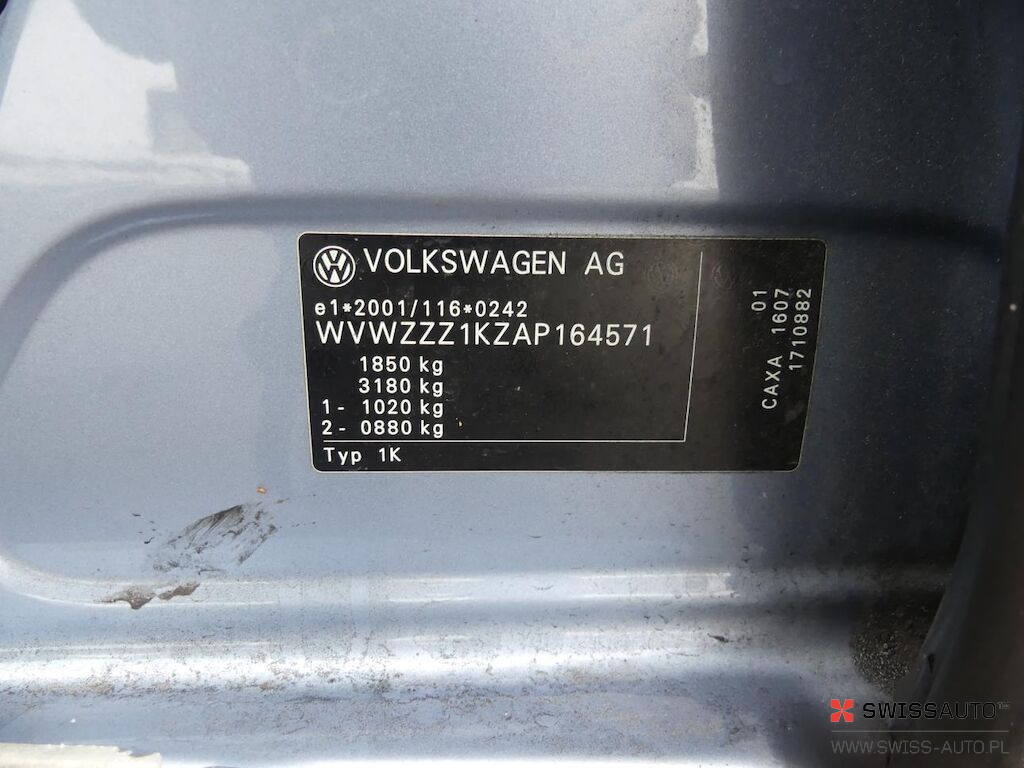 VOLKSWAGEN AG
e1*2001/116*0242
WVWZZZ1KZAP164571
1850 kg
3180 kg
1- 1020 kg
2- 0880 kg
Typ 1K
01
CAXA 1607
1710882
SWISSAUTO
WWW.SWISS-AUTO.PL